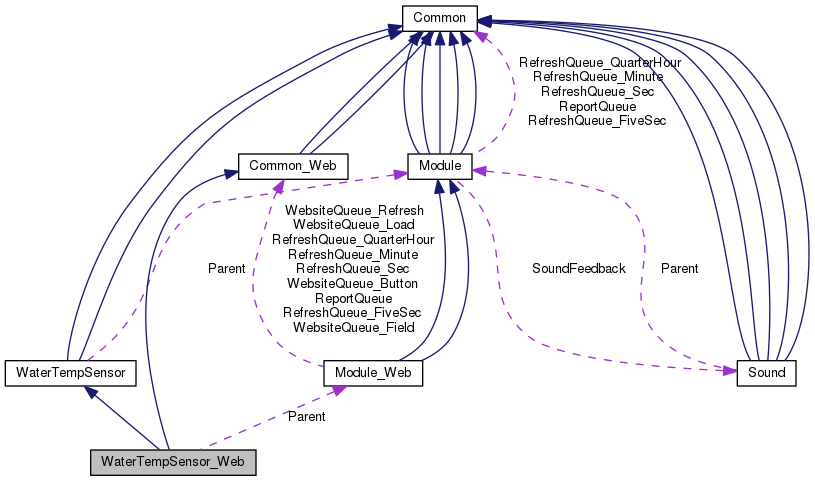 Common
RefreshQueue_QuarterHour
RefreshQueue_Minute
RefreshQueue_Sec
ReportQueue
RefreshQueue_FiveSec
Common_Web
Module
WebsiteQueue_Refresh
WebsiteQueue_Load
RefreshQueue_QuarterHour
RefreshQueue_Minute
RefreshQueue_Sec
WebsiteQueue_Button
ReportQueue
RefreshQueue_FiveSec
WebsiteQueue_Field
Parent
SoundFeedback
Parent
WaterTempSensor
Module_Web
Sound
Parent
WaterTempSensor_Web